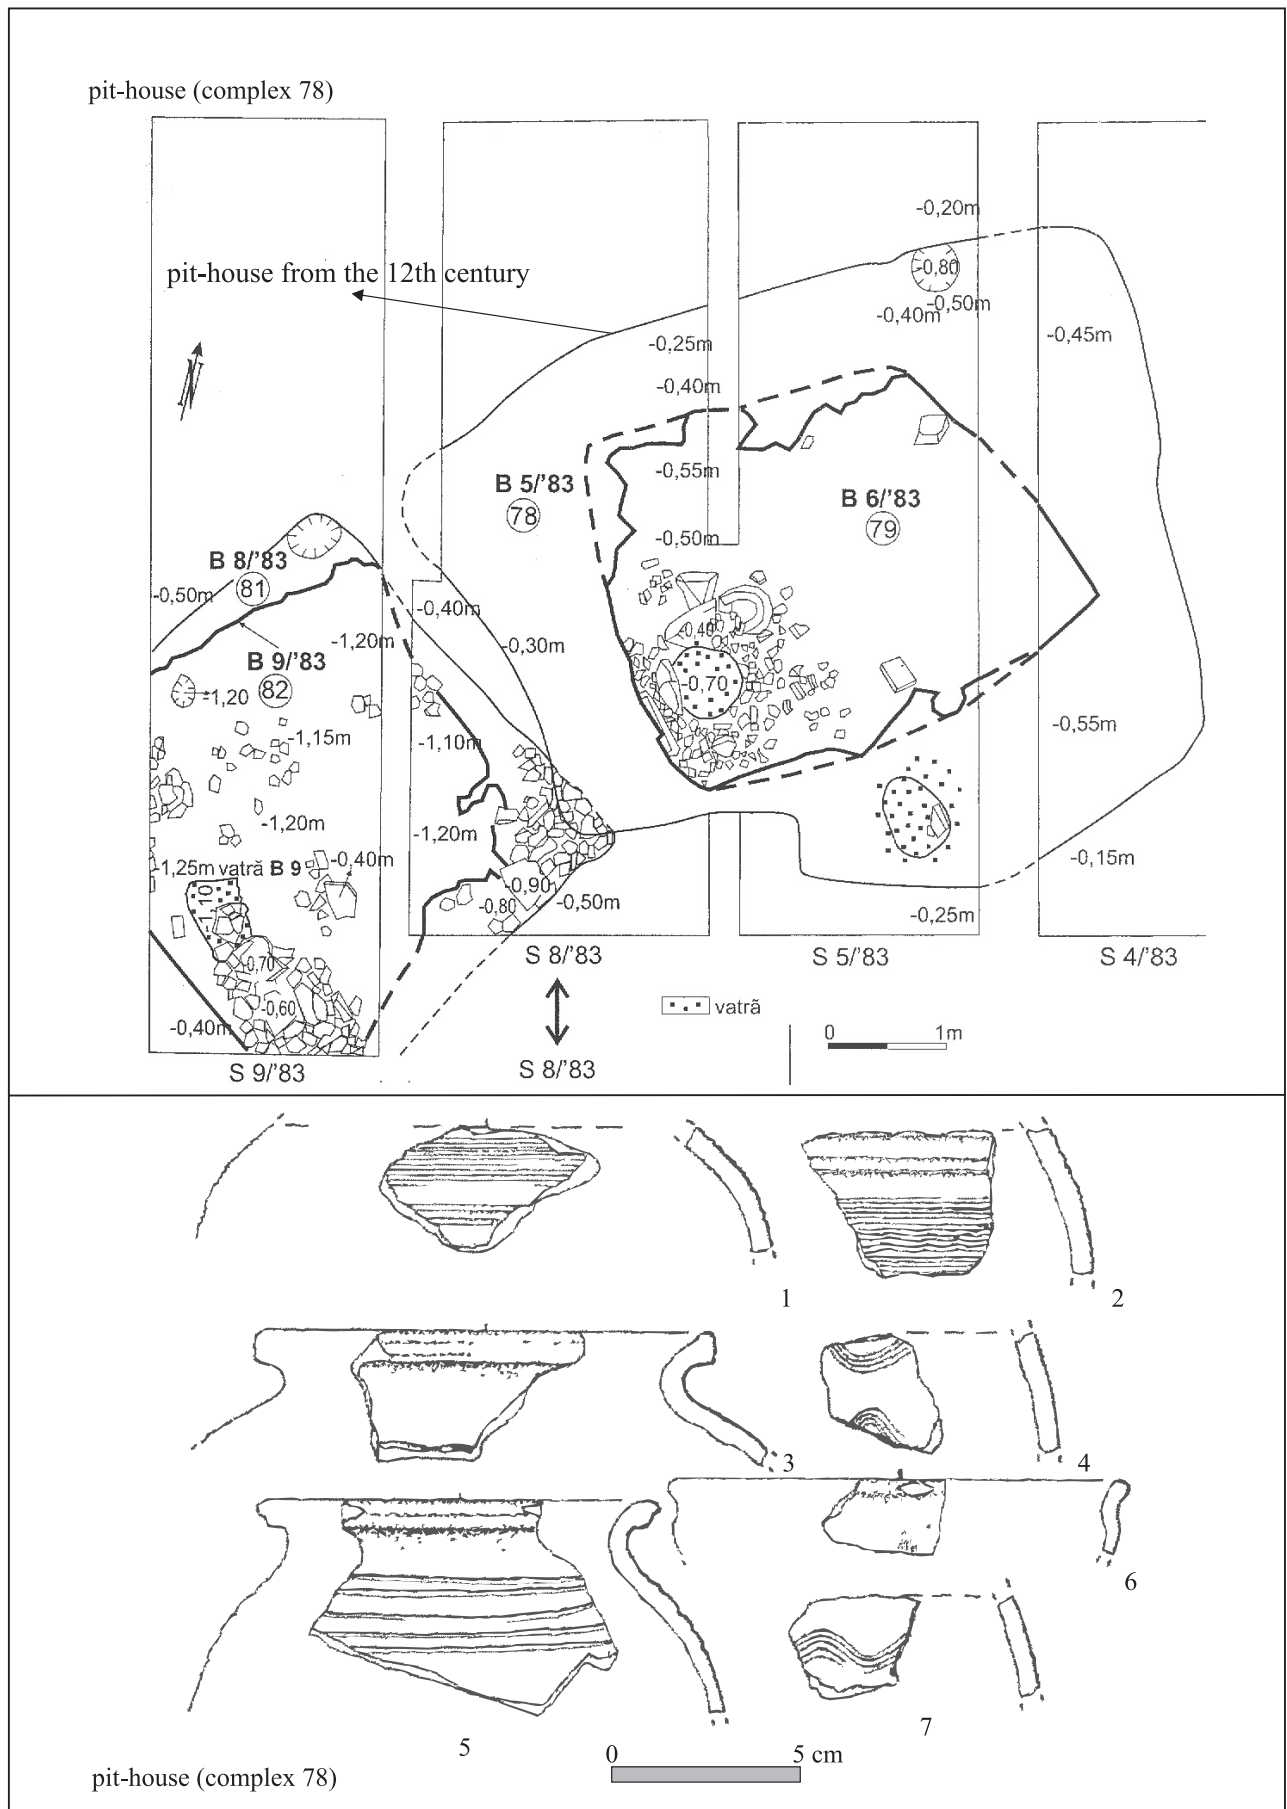 pit-house (complex 78)
-0,20m
pit-house from the 12th century
-0,80
-0,50m
-0,40m
-0,45m
-0,25m
-0,40m
N
-0,55m
B 5/'83
78
B 6/'83
79
-0,50m
B 8/'83
81
-0,50m
-0,40m
-1,20m
-0,30m
-0,40
B 9/'83
82
-1,20
-0,70
-1,15m
-1,10m
-0,55m
-1,20m
-1,20m
-1,25m vatră B 9
-0,40m
-0,15m
-1,10
-0,90
-0,80
-0,50m
-0,25m
-0,70
-0,60
-0,40m
S 8/'83
S 5/'83
S 4/'83
vatrã
0 1m
S 9/'83
S 8/'83
1
2
3
4
5
6
7
0 5 cm
pit-house (complex 78)